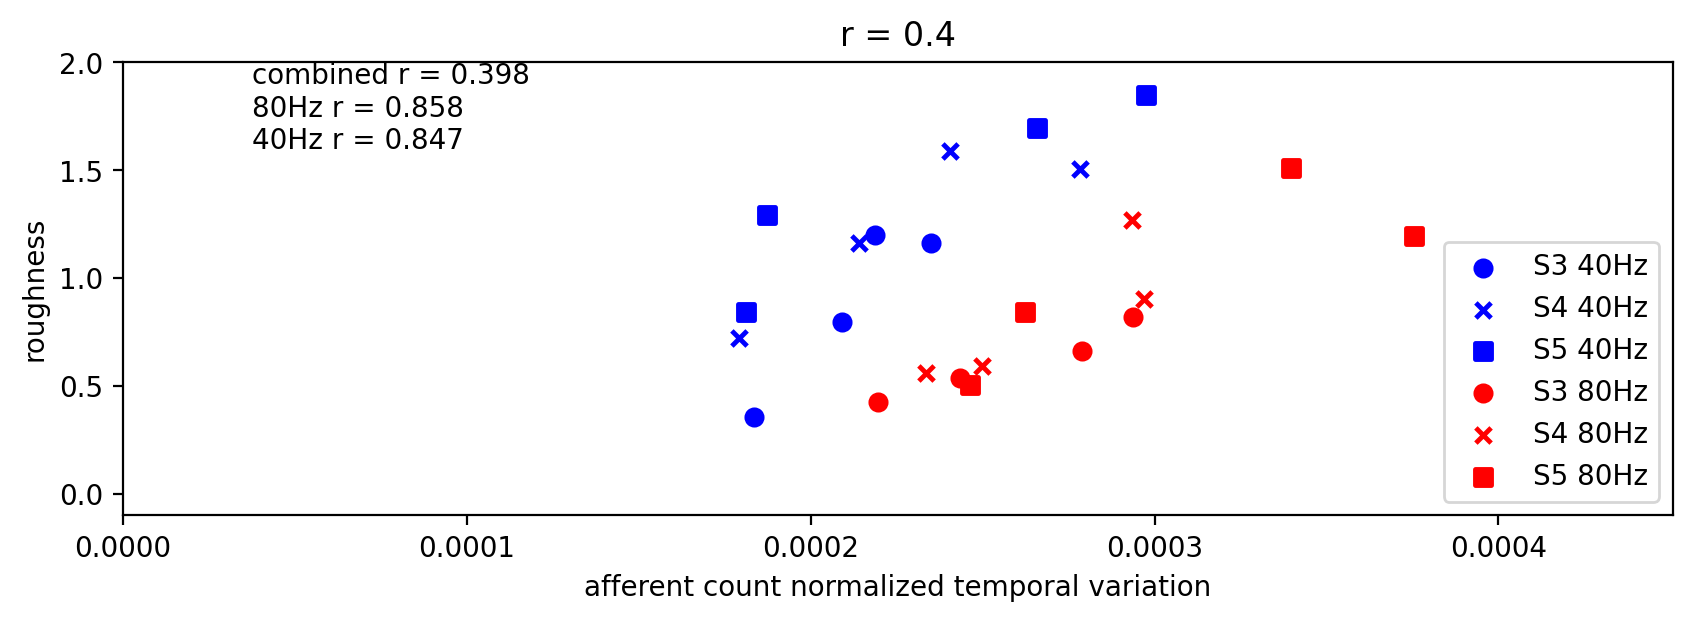 r = 0.4
combined r = 0.398
80Hz r = 0.858
40Hz r = 0.847
roughness
2.0
1.5
1.0
0.5
0.0
0.0000
0.0001
0.0002
0.0003
0.0004
afferent count normalized temporal variation
S3 40Hz
S4 40Hz
S5 40Hz
S3 80Hz
S4 80Hz
S5 80Hz